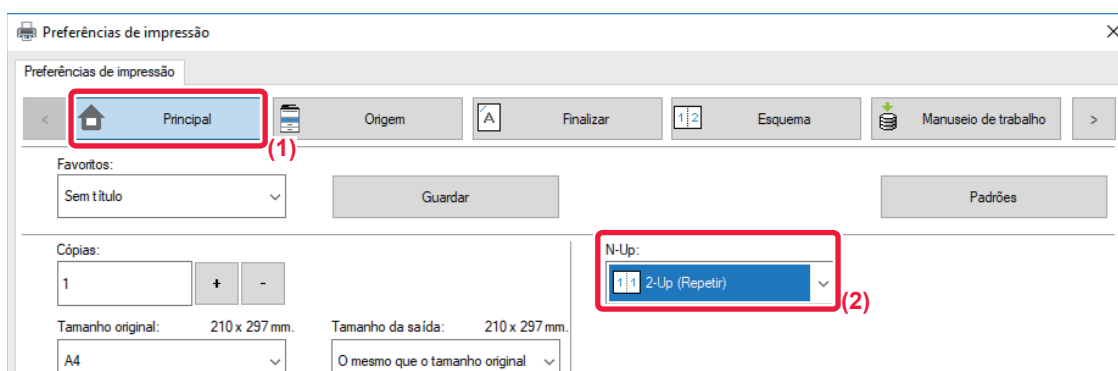 Preferências de impressão
Preferências de impressão
< Principal Origem A Finalizar 1 2 Esquema Manuseio de trabalho >
(1)
Favoritos:
Sem título Guardar Padrões
Cópias: N-Up:
1 + - 1 1 2-Up (Repetir)
(2)
Tamanho original: 210 x 297 mm. Tamanho da saída: 210 x 297 mm.
A4 O mesmo que o tamanho original